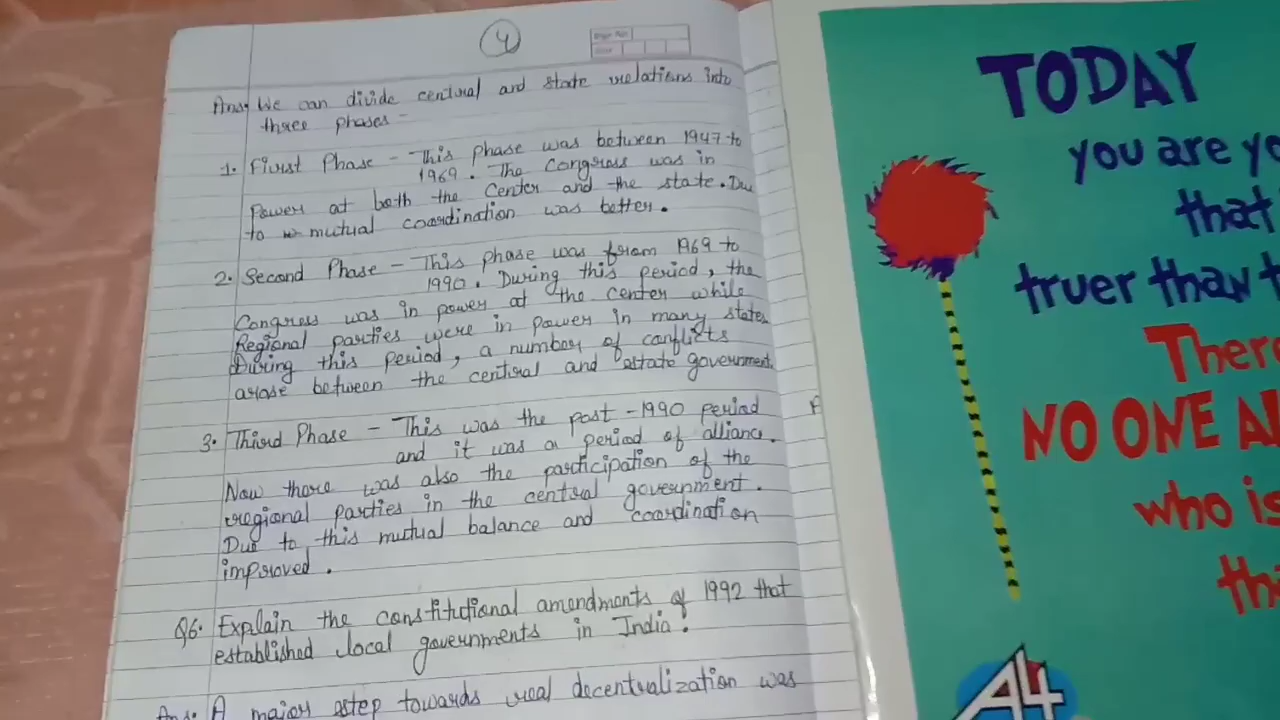 4
Page No.
Date
Ans. We can divide central and state relations into
three phases -
1. First Phase - This phase was between 1947 to
1969. The Congress was in
Power at both the Center and the state. Due
to mutual coordination was better.
2. Second Phase - This phase was from 1969 to
1990. During this period, the
Congress was in power at the center while
Regional parties were in power in many states.
During this period, a number of conflicts
arose between the central and state government.
3. Third Phase - This was the post-1990 period
and it was a period of alliance.
Now there was also the participation of the
regional parties in the central government.
Due to this mutual balance and coordination
improved.
Q6. Explain the constitutional amendments of 1992 that
established local governments in India?
Ans. A major step towards real decentralization was
TODAY
you are yo
that
truer than t
There
NO ONE AL
who is
tha
A4